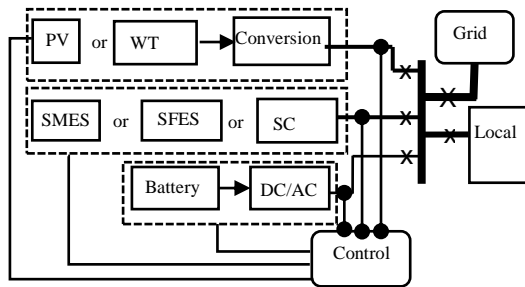 PV or WT Conversion
Grid
SMES or SFES or SC
Local
Battery DC/AC
Control